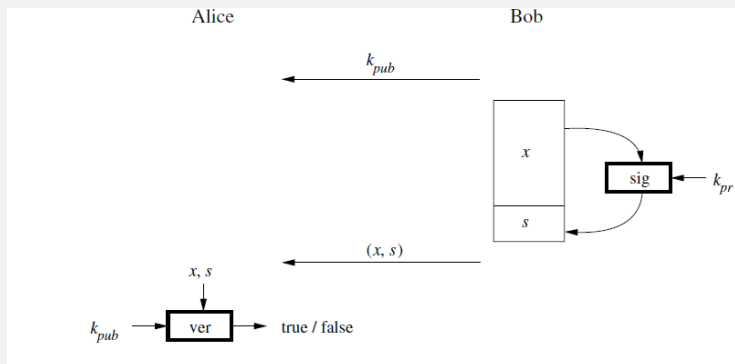 Alice Bob
k_pub
x
sig
k_pr
s
(x, s)
x, s
k_pub
ver
true / false